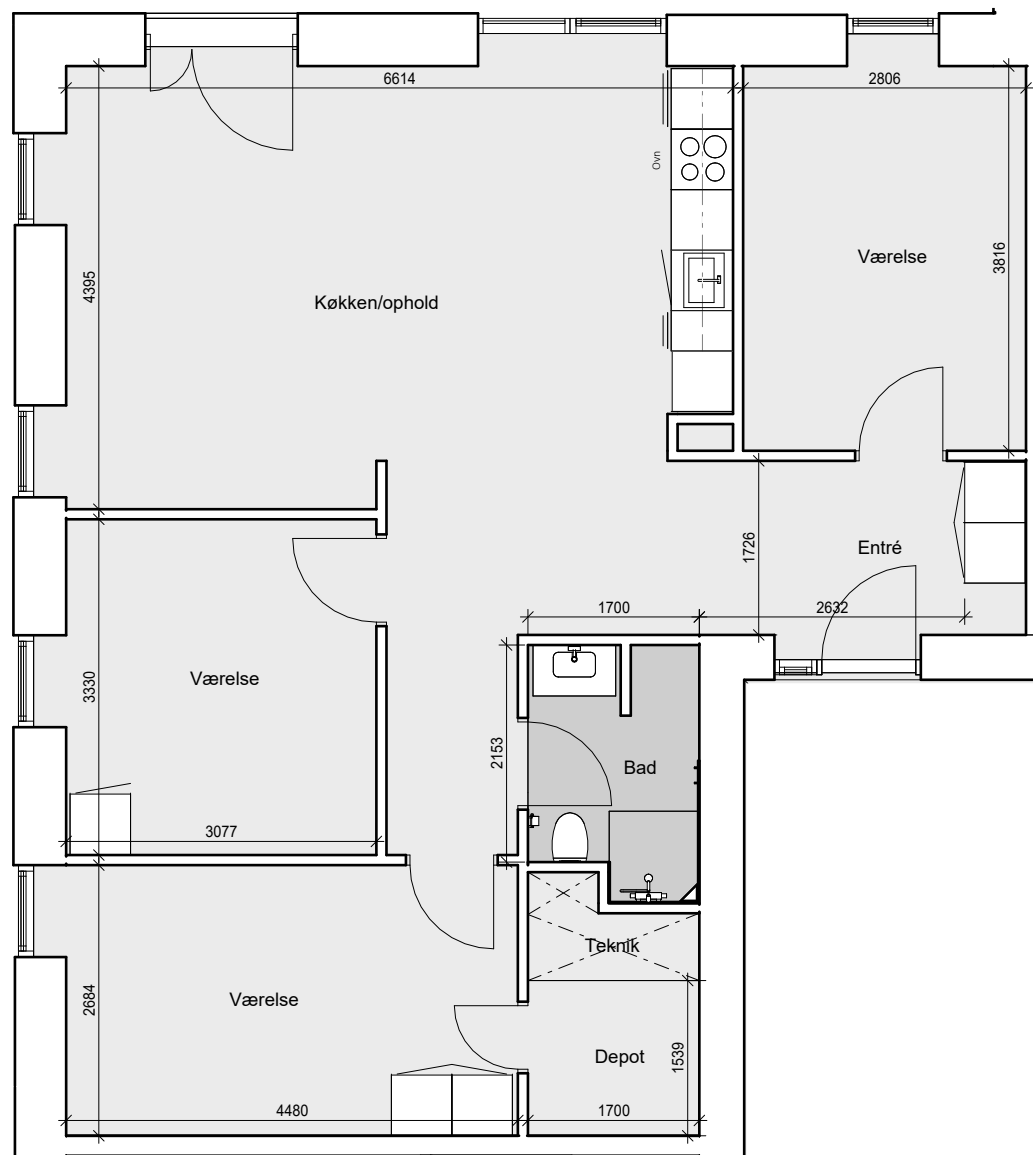 6614
2806
Ovn
Værelse
3816
4395
Køkken/ophold
1726
Entré
1700
2632
Værelse
3330
2153
Bad
3077
Teknik
Værelse
2684
Depot
1539
4480
1700